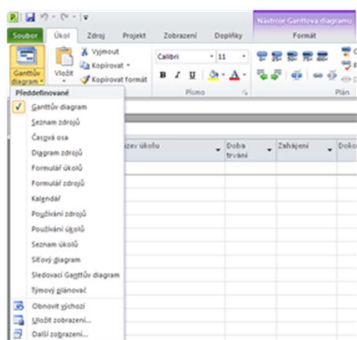 Nástroje Ganttova diagramu
Soubor Úkol Zdroj Projekt Zobrazení Doplňky Formát
Ganttův diagram
Vložit
Vyjmout
Kopírovat
Kopírovat formát
Calibri 11
B I U A
Písmo
Plán
Předdefinované
Ganttův diagram
Seznam zdrojů
Časová osa
Diagram zdrojů
Formulář úkolů
Formulář zdrojů
Kalendář
Používání zdrojů
Používání úkolů
Seznam úkolů
Síťový diagram
Sledovací Ganttův diagram
Týmový plánovač
Obnovit výchozí
Uložit zobrazení...
Další zobrazení...
zev úkolu
Doba trvání
Zahájení
Doko